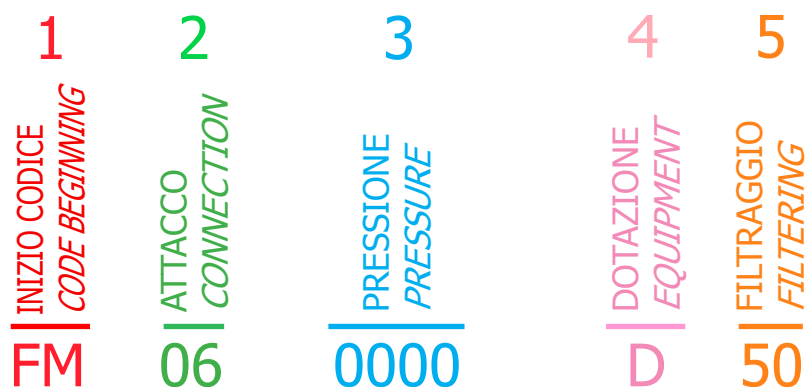 1 2 3 4 5
INIZIO CODICE
CODE BEGINNING
ATTACCO
CONNECTION
PRESSIONE
PRESSURE
DOTAZIONE
EQUIPMENT
FILTRAGGIO
FILTERING
FM 06 0000 D 50